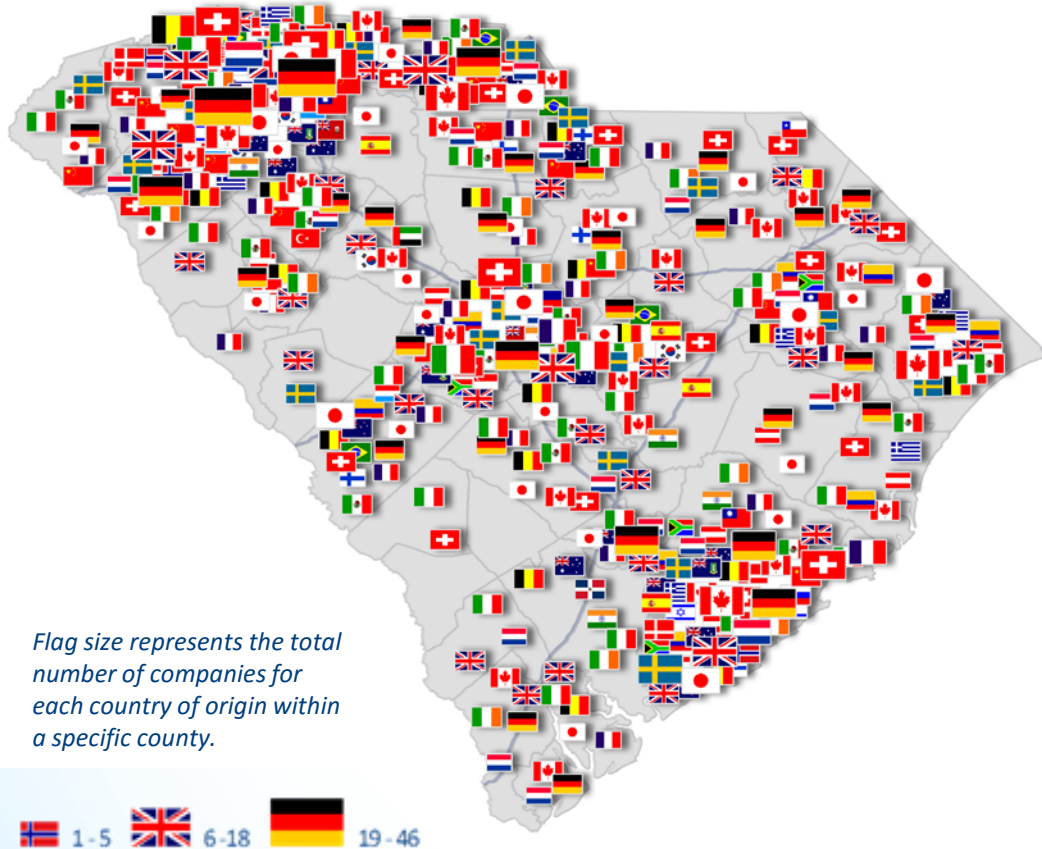 Flag size represents the total
number of companies for
each country of origin within
a specific county.
1 - 5 6 -18 19 - 46